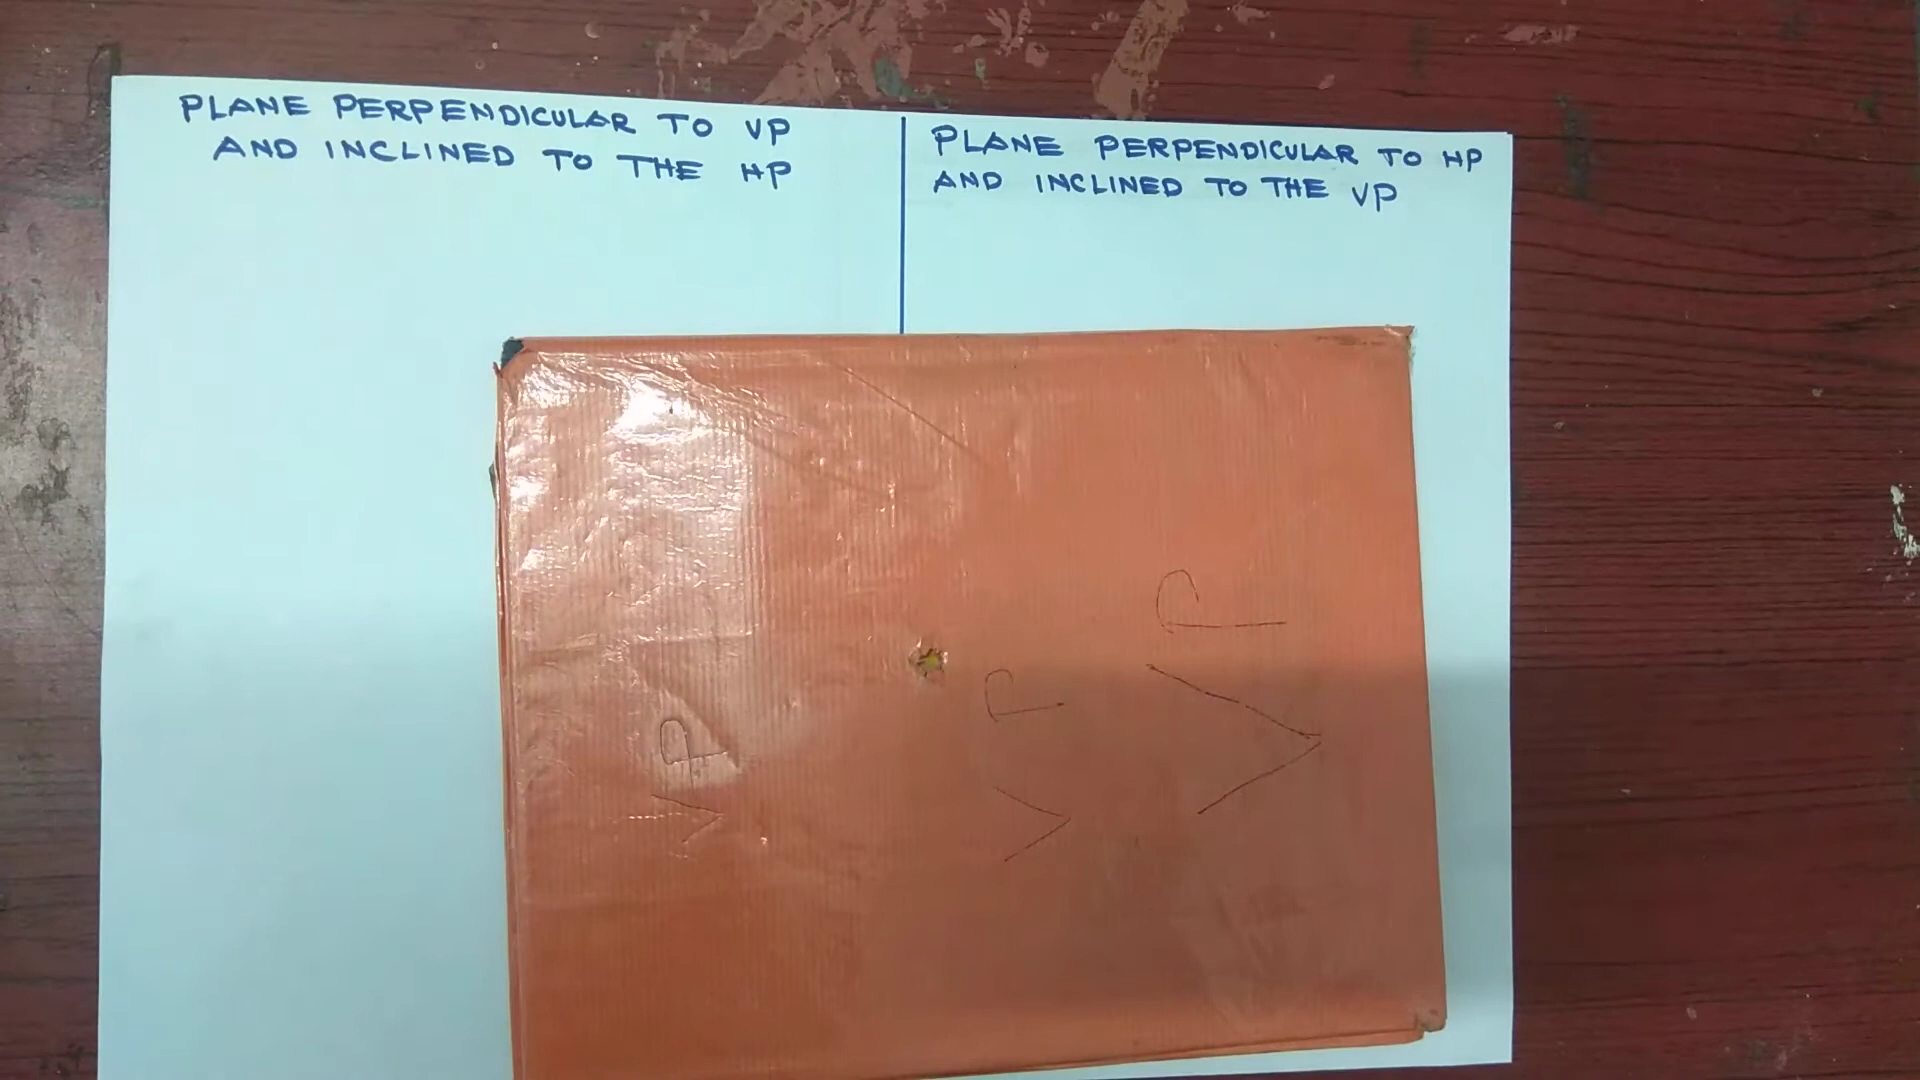 PLANE PERPENDICULAR TO VP
AND INCLINED TO THE HP
PLANE PERPENDICULAR TO HP
AND INCLINED TO THE VP
VP
VP
VP